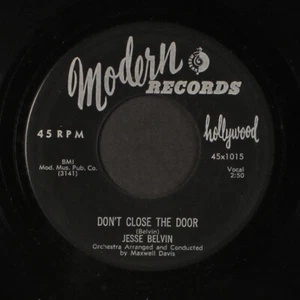 Modern
RECORDS
45 RPM
hollywood
BMI
Mod. Mus. Pub. Co.
(3141)
45x1015
Vocal
2:50
DON'T CLOSE THE DOOR
(Belvin)
JESSE BELVIN
Orchestra Arranged and Conducted
by Maxwell Davis